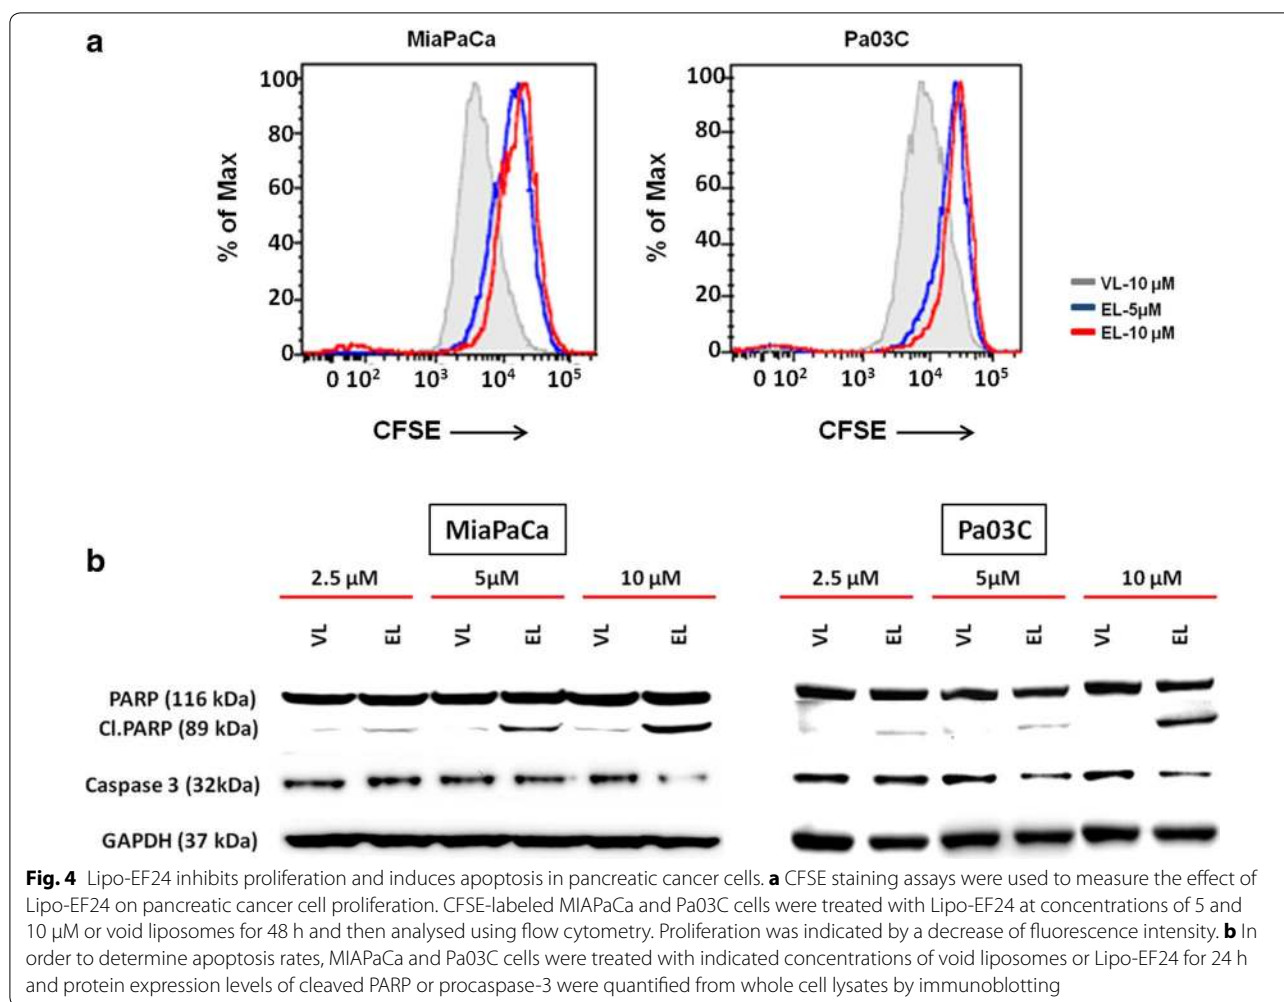 a
MiaPaCa
Pa03C
100
80
60
40
20
0
% of Max
0 10² 10³ 10⁴ 10⁵
CFSE
100
80
60
40
20
0
% of Max
0 10² 10³ 10⁴ 10⁵
CFSE
VL-10 µM
EL-5µM
EL-10 µM
b
MiaPaCa
Pa03C
2.5 µM 5µM 10 µM
2.5 µM 5µM 10 µM
VL EL VL EL VL EL
VL EL VL EL VL EL
PARP (116 kDa)
Cl.PARP (89 kDa)
Caspase 3 (32kDa)
GAPDH (37 kDa)
Fig. 4 Lipo-EF24 inhibits proliferation and induces apoptosis in pancreatic cancer cells. a CFSE staining assays were used to measure the effect of
Lipo-EF24 on pancreatic cancer cell proliferation. CFSE-labeled MIAPaCa and Pa03C cells were treated with Lipo-EF24 at concentrations of 5 and
10 µM or void liposomes for 48 h and then analysed using flow cytometry. Proliferation was indicated by a decrease of fluorescence intensity. b In
order to determine apoptosis rates, MIAPaCa and Pa03C cells were treated with indicated concentrations of void liposomes or Lipo-EF24 for 24 h
and protein expression levels of cleaved PARP or procaspase-3 were quantified from whole cell lysates by immunoblotting